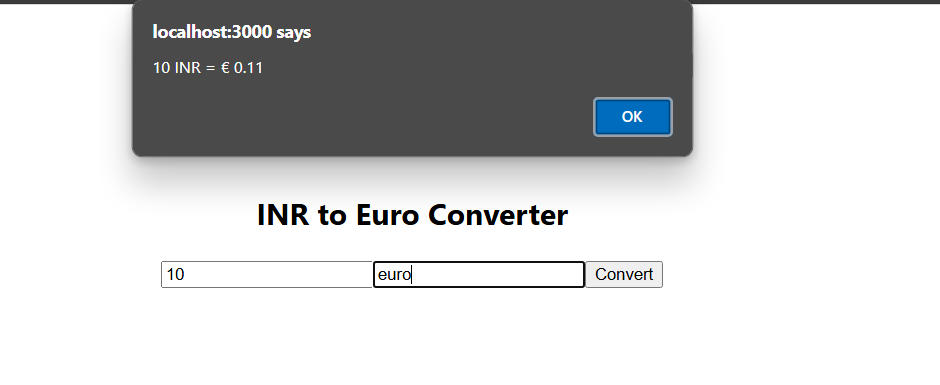 localhost:3000 says
10 INR = € 0.11
OK
INR to Euro Converter
10 euro Convert